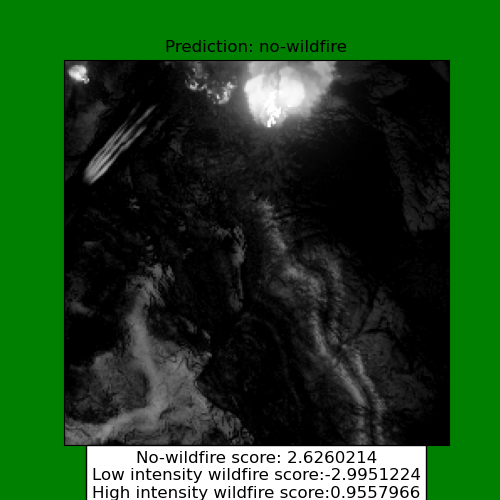 Prediction: no-wildfire
No-wildfire score: 2.6260214
Low intensity wildfire score:-2.9951224
High intensity wildfire score:0.9557966